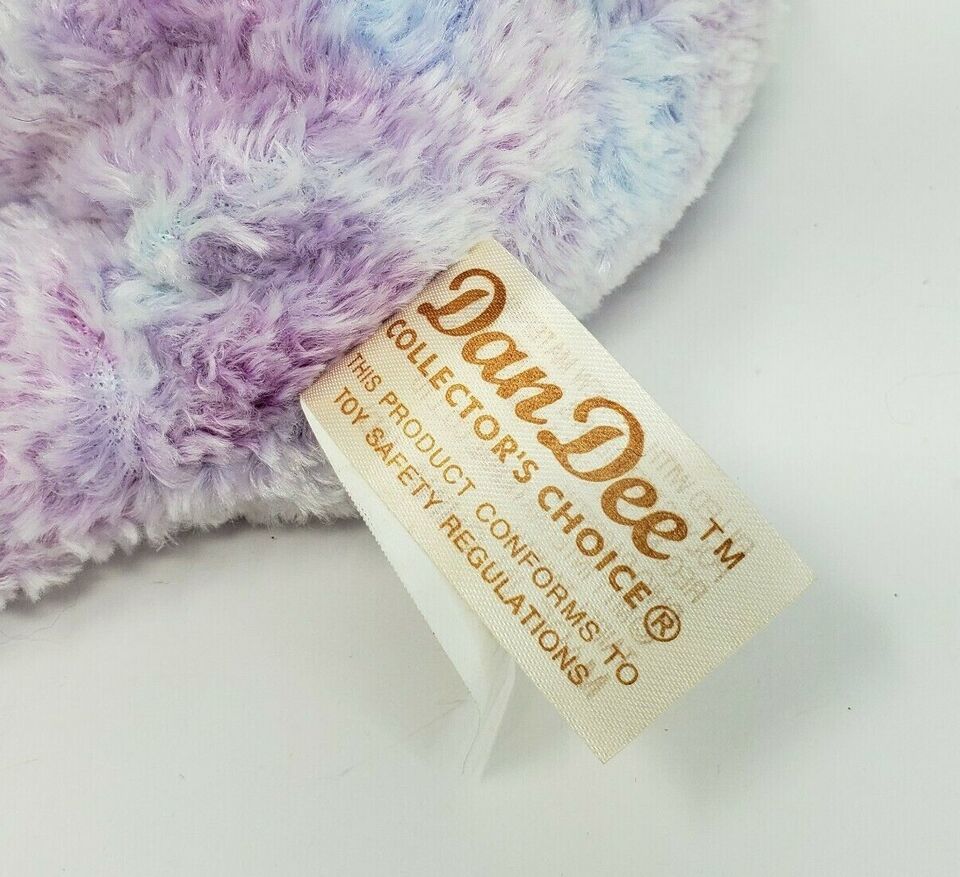 Dan Dee™
COLLECTOR'S CHOICE®
THIS PRODUCT CONFORMS TO
TOY SAFETY REGULATIONS